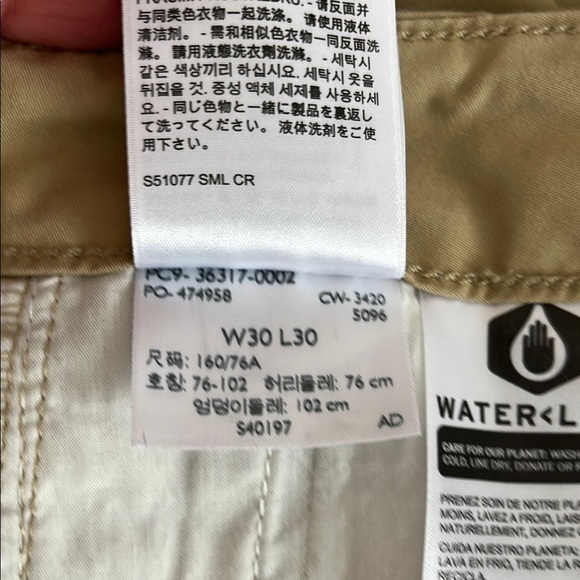 - 请反面
与同类色衣物一起洗涤。请使用液体
清洁剂。 - 需和相似色衣物一同反面洗
滌。請用液態洗衣劑洗滌。 - 세탁시
같은 색상끼리 하십시요. 세탁시 옷을
뒤집을 것. 중성 액체 세제를 사용하세
요. - 同じ色物と一緒に製品を裏返し
て洗ってください。 液体洗剤をご使
用下さい。
S51077 SML CR
PC9- 36317-0002
PO- 474958
CW- 3420
5096
W30 L30
尺码: 160/76A
호칭: 76-102 허리둘레: 76 cm
엉덩이둘레: 102 cm
S40197
AD
WATER<L
CARE FOR OUR PLANET: WASH
COLD, LINE DRY, DONATE OR
PRENEZ SOIN DE NOTRE PLA
MOINS, LAVEZ A FROID, LAIS
NATURELLEMENT, DONNEZ
CUIDA NUESTRO PLANETA:
LAVA EN FRIO, TIENDE LA R
RECICLA